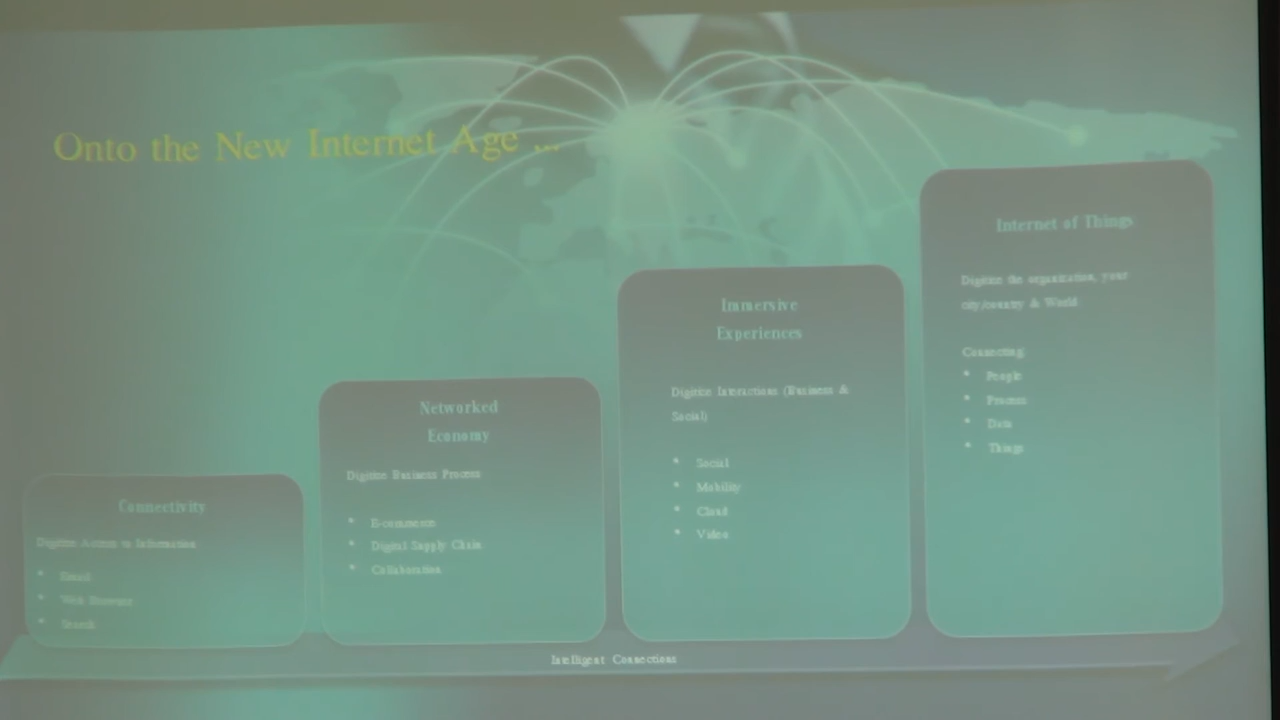 Onto the New Internet Age ...
Connectivity
Digitize Access to Information
Email
Web Browser
Search
Networked
Economy
Digitize Business Process
E-commerce
Digital Supply Chain
Collaboration
Immersive
Experiences
Digitize Interactions (Business &
Social)
Social
Mobility
Cloud
Video
Internet of Things
Digitize the organization, your
city/country & World
Connecting:
People
Process
Data
Things
Intelligent Connections